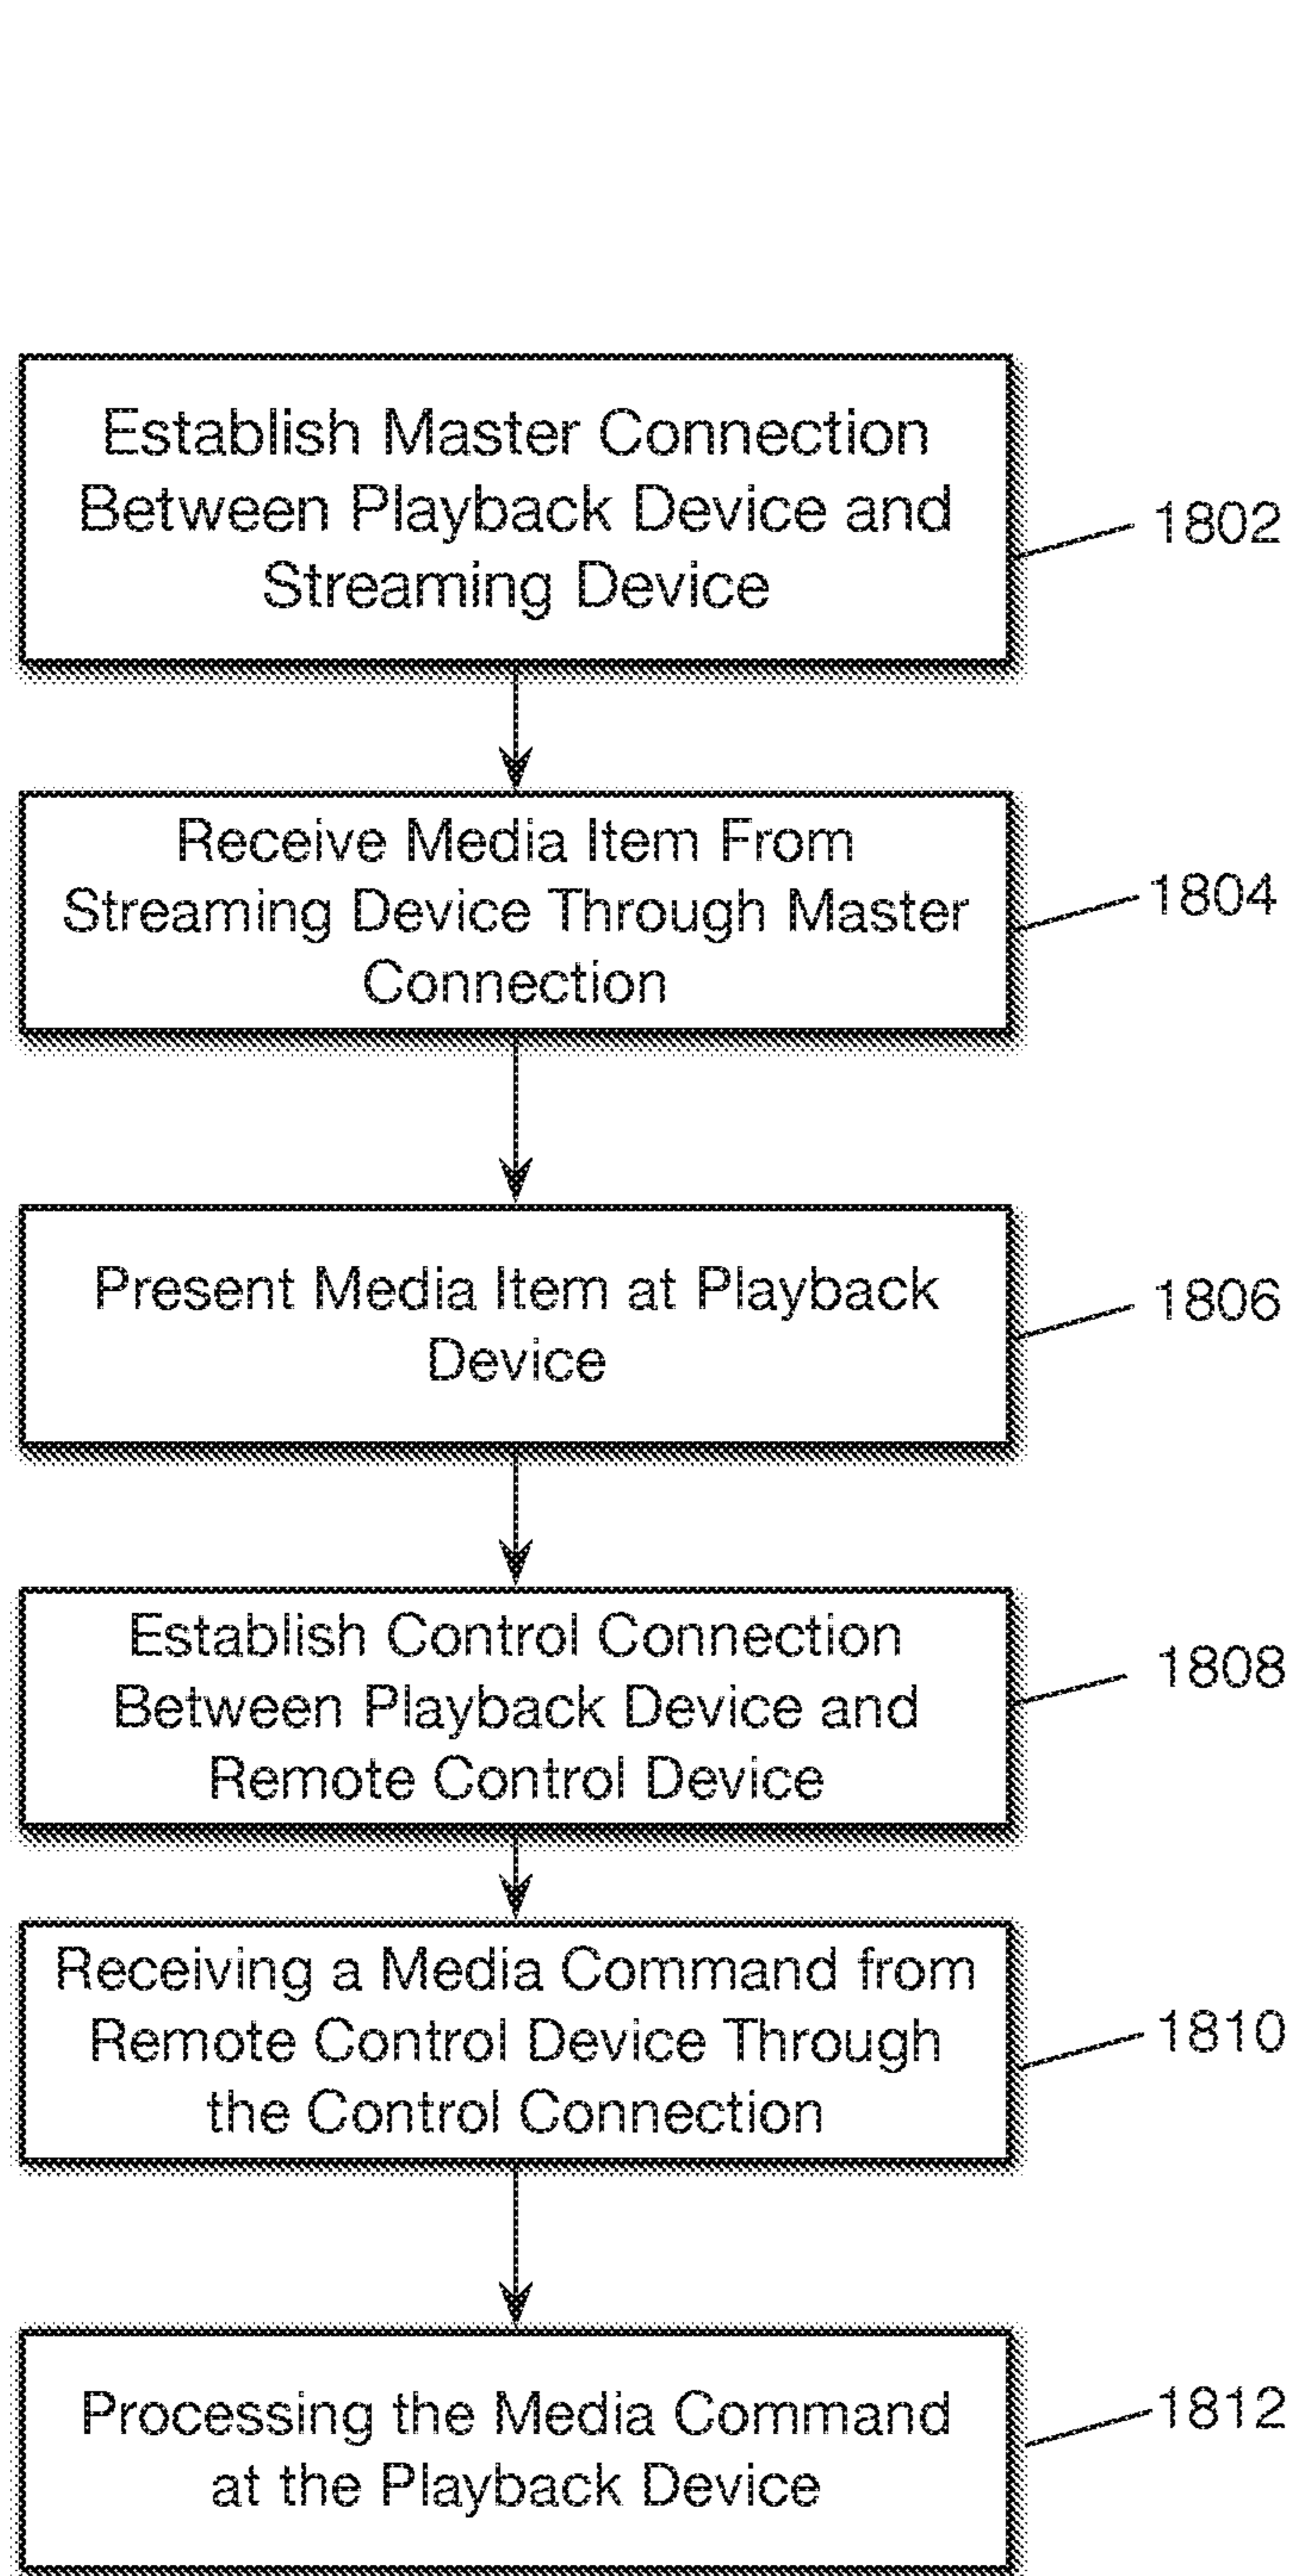 Establish Master Connection
Between Playback Device and
Streaming Device
1802
Receive Media Item From
Streaming Device Through Master
Connection
1804
Present Media Item at Playback
Device
1806
Establish Control Connection
Between Playback Device and
Remote Control Device
1808
Receiving a Media Command from
Remote Control Device Through
the Control Connection
1810
Processing the Media Command
at the Playback Device
1812